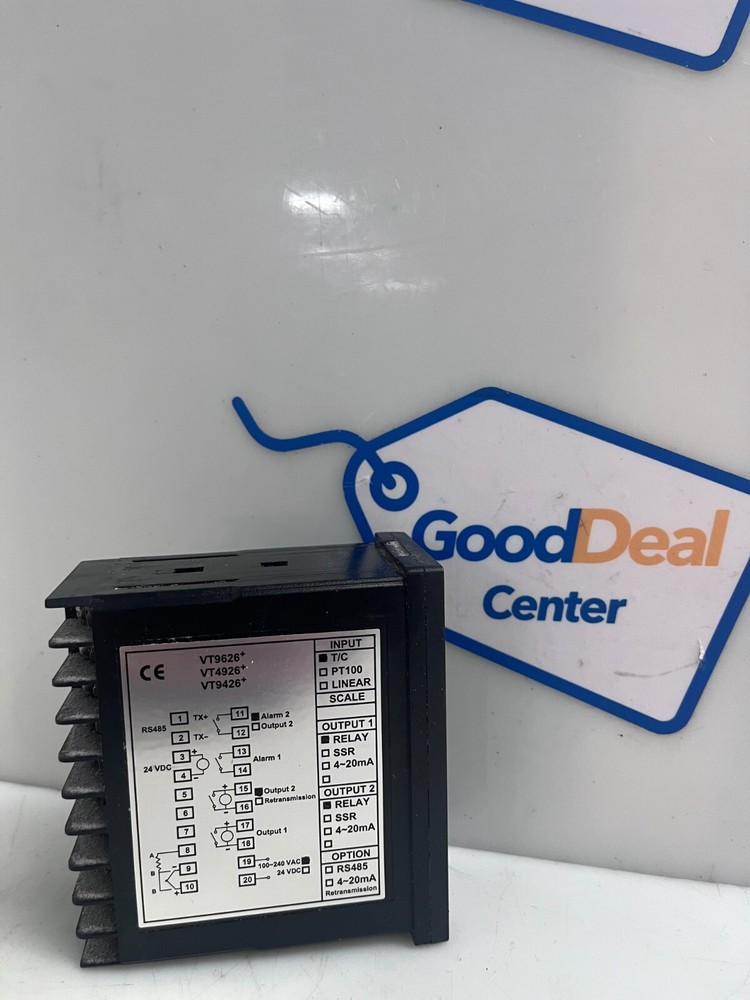 GoodDeal
Center
CE
VT9626+
VT4926+
VT9426+
INPUT
T/C
PT100
LINEAR
SCALE
OUTPUT 1
RELAY
SSR
4~20mA
OUTPUT 2
RELAY
SSR
4~20mA
OPTION
RS485
4~20mA
Retransmission
RS485
1 TX+
2 TX-
24 VDC
3 +
4 -
5
6
7
A 8
B 9
B 10 +
11 Alarm 2
12 Output 2
13
Alarm 1
14
+ 15 Output 2
- 16 Retransmission
+ 17
Output 1
- 18
19 100~240 VAC
20 24 VDC